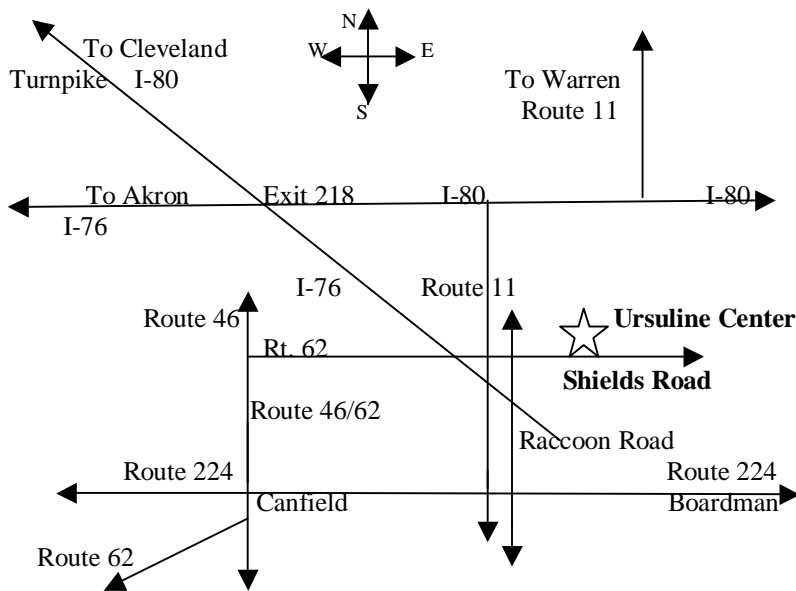 N
To Cleveland
W E
Turnpike I-80
To Warren
Route 11
S
To Akron Exit 218 I-80 I-80
I-76
I-76 Route 11
Route 46 Ursuline Center
Rt. 62
Shields Road
Route 46/62
Raccoon Road
Route 224 Route 224
Canfield Boardman
Route 62